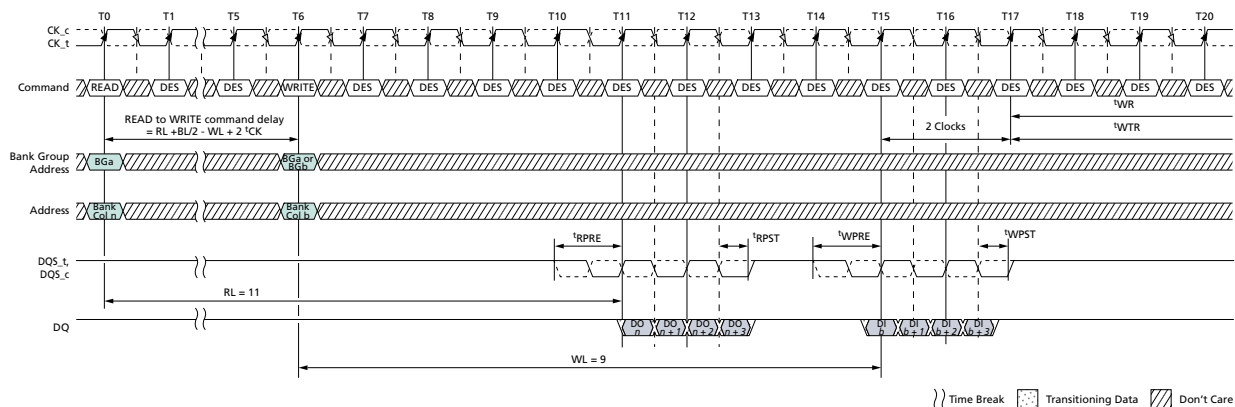 T0 T1 T5 T6 T7 T8 T9 T10 T11 T12 T13 T14 T15 T16 T17 T18 T19 T20
CK_c
CK_t
Command READ DES DES WRITE DES DES DES DES DES DES DES DES DES DES DES DES DES DES
READ to WRITE command delay
= RL +BL/2 - WL + 2 tCK
tWR
2 Clocks
tWTR
Bank Group
Address
BGa
BGa or
BGb
Address
Bank
Col n
Bank
Col b
tRPRE tRPST tWPRE tWPST
DQS_t,
DQS_c
RL = 11
DQ
DO
n
DO
n + 1
DO
n + 2
DO
n + 3
DI
b
DI
b + 1
DI
b + 2
DI
b + 3
WL = 9
Time Break Transitioning Data Don't Care